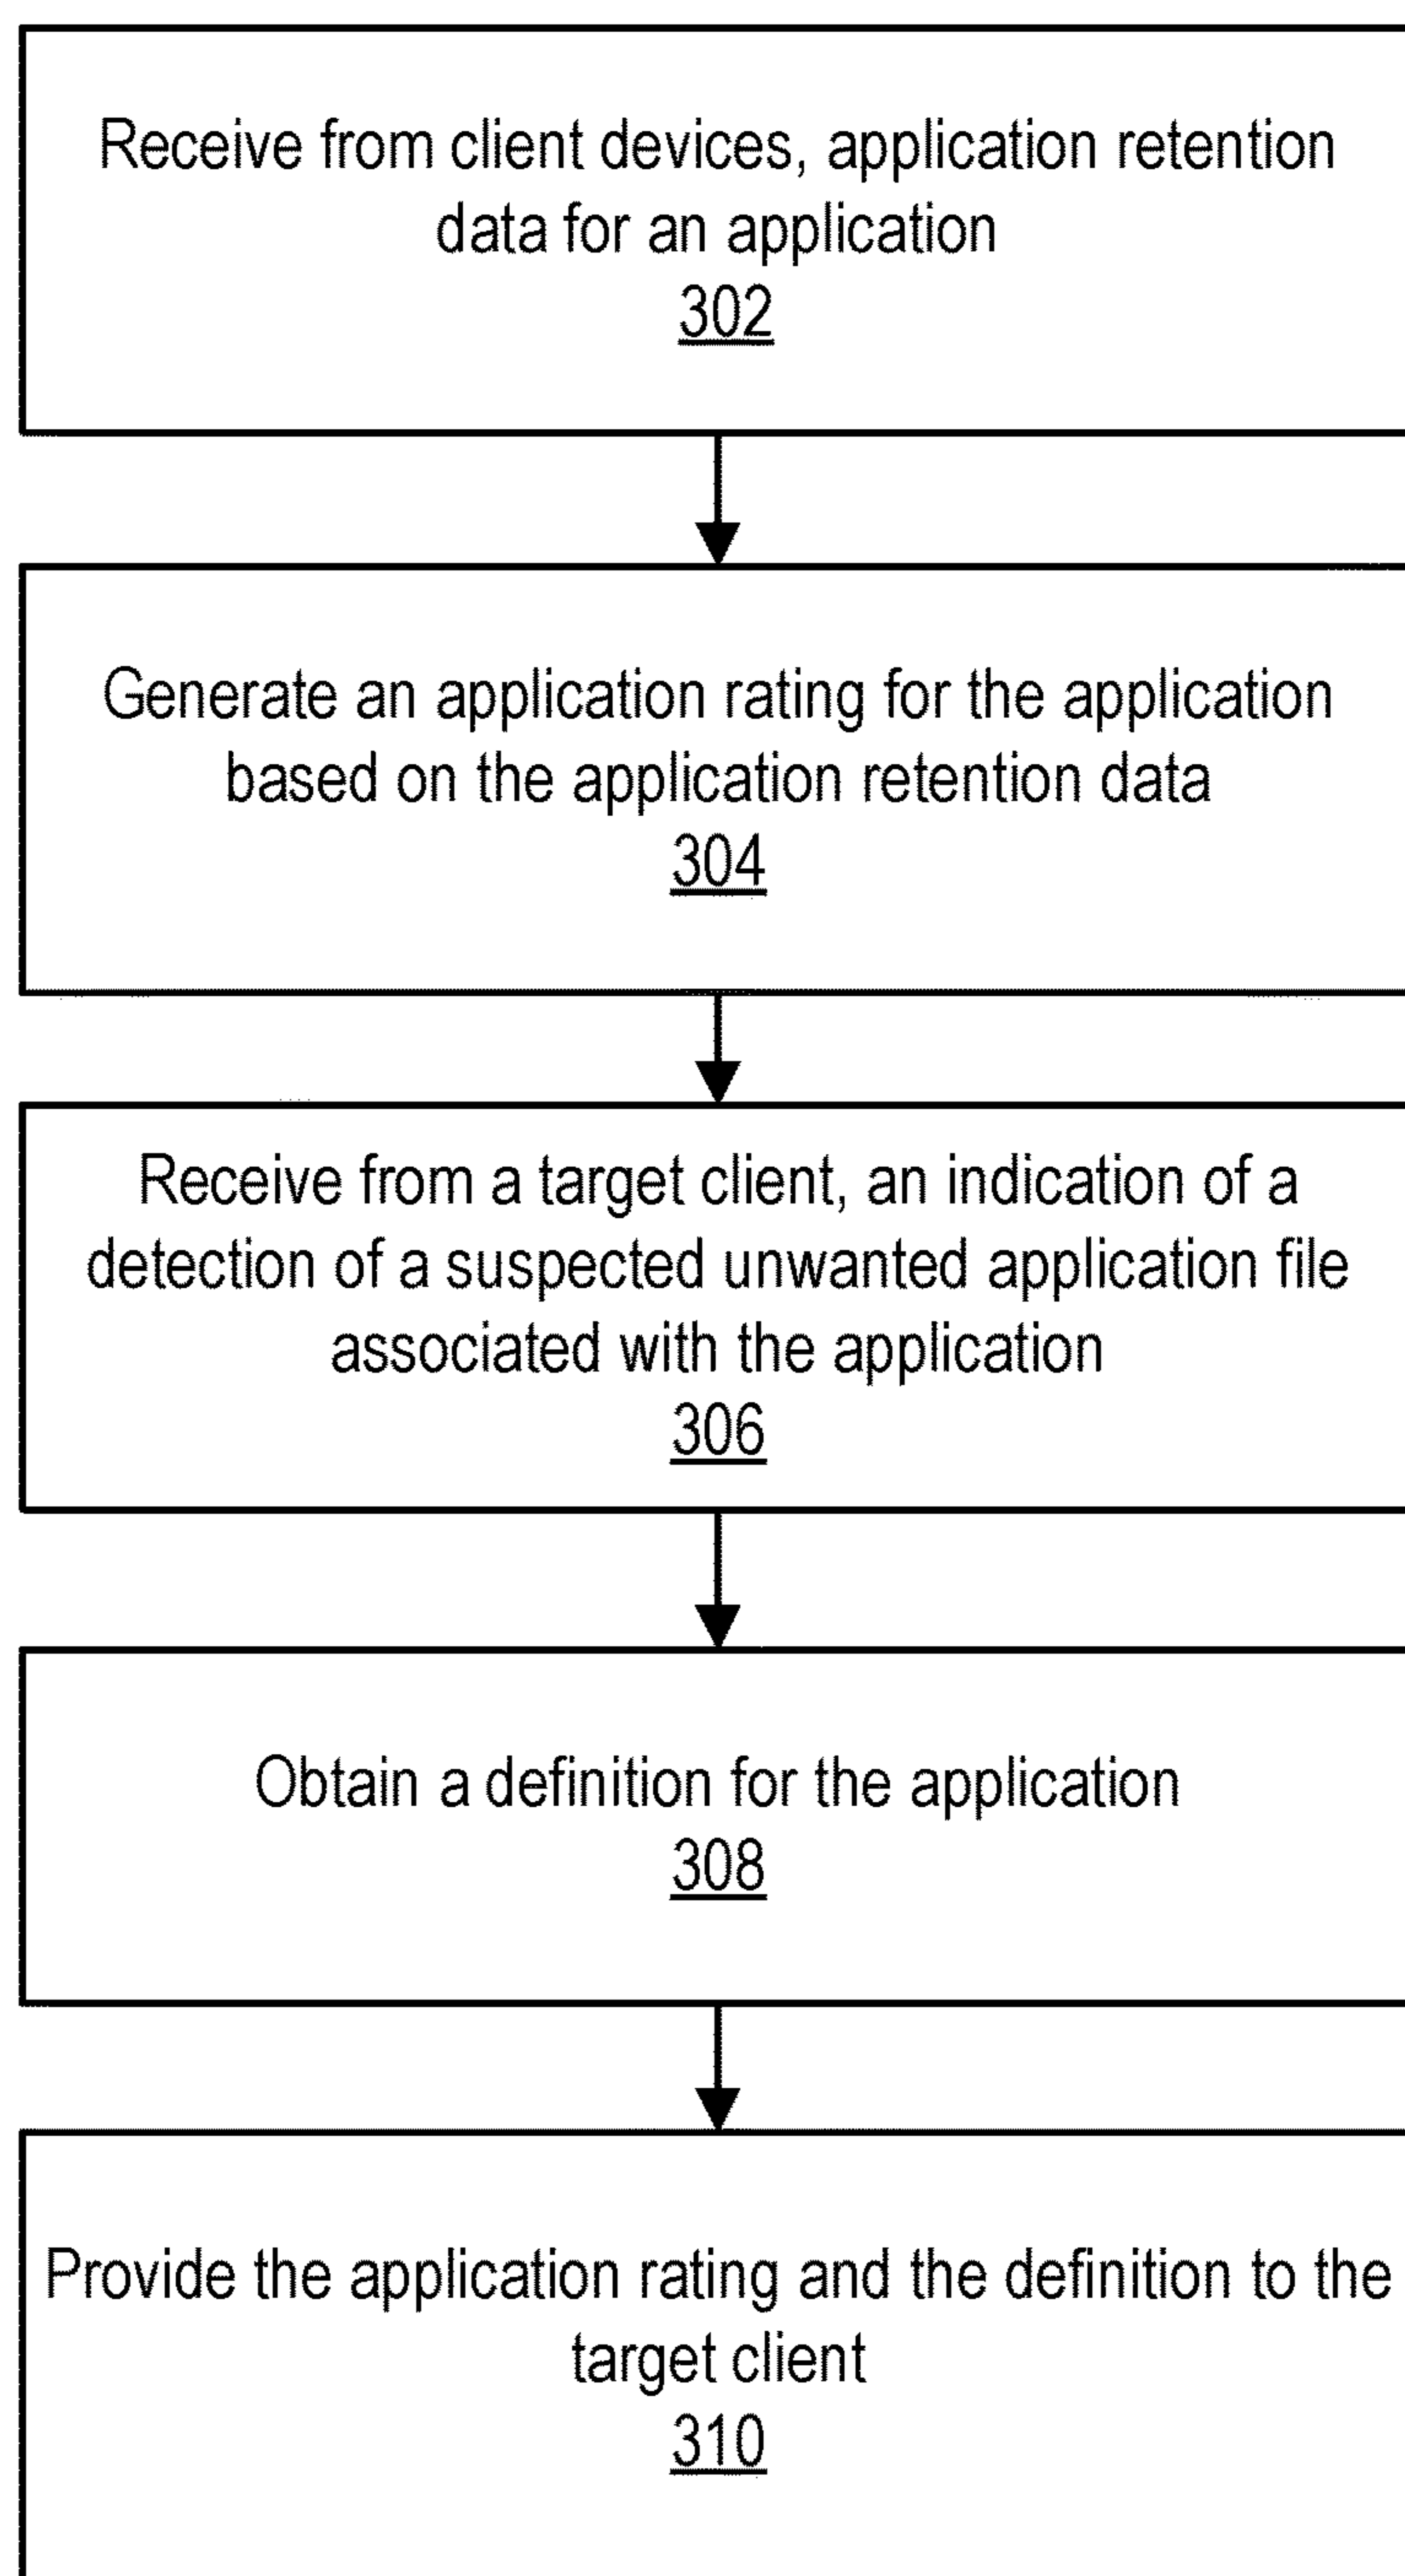 Receive from client devices, application retention
data for an application
302
Generate an application rating for the application
based on the application retention data
304
Receive from a target client, an indication of a
detection of a suspected unwanted application file
associated with the application
306
Obtain a definition for the application
308
Provide the application rating and the definition to the
target client
310